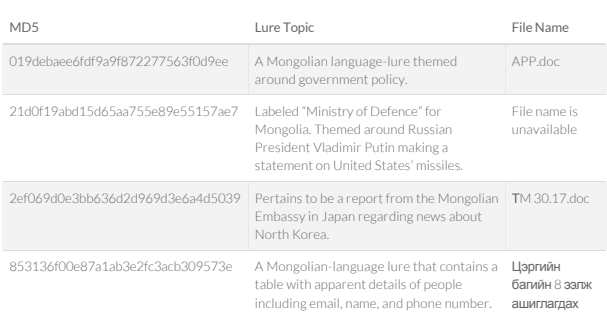 MD5 Lure Topic File Name
019debaee6fdf9a9f872277563f0d9ee A Mongolian language-lure themed APP.doc
around government policy.
21d0f19abd15d65aa755e89e55157ae7 Labeled “Ministry of Defence” for File name is
Mongolia. Themed around Russian unavailable
President Vladimir Putin making a
statement on United States’ missiles.
2ef069d0e3bb636d2d969d3e6a4d5039 Pertains to be a report from the Mongolian TM 30.17.doc
Embassy in Japan regarding news about
North Korea.
853136f00e87a1ab3e2fc3acb309573e A Mongolian-language lure that contains a Цэргийн
table with apparent details of people багийн 8 ээлж
including email, name, and phone number. ашиглагдах